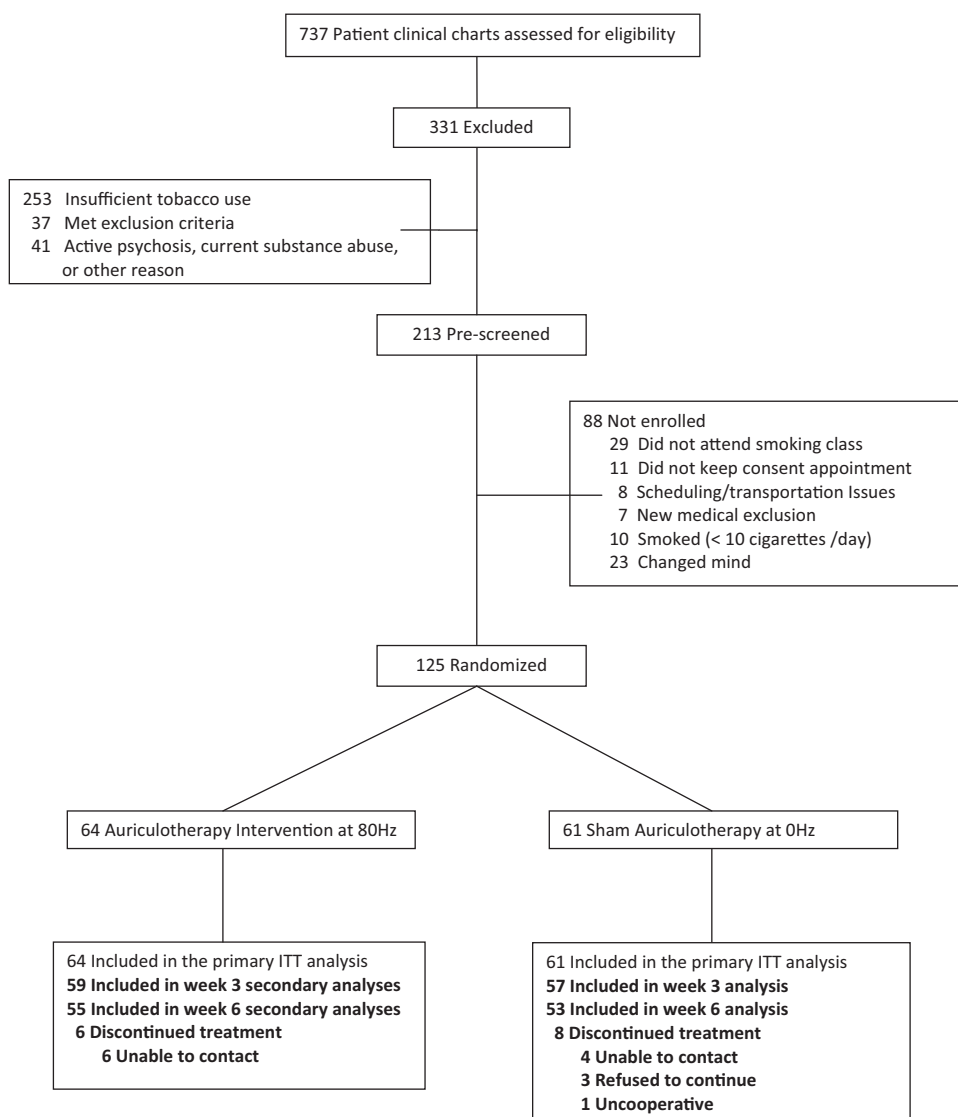 737 Patient clinical charts assessed for eligibility
331 Excluded
253 Insufficient tobacco use
37 Met exclusion criteria
41 Active psychosis, current substance abuse,
or other reason
213 Pre-screened
88 Not enrolled
29 Did not attend smoking class
11 Did not keep consent appointment
8 Scheduling/transportation Issues
7 New medical exclusion
10 Smoked (< 10 cigarettes /day)
23 Changed mind
125 Randomized
64 Auriculotherapy Intervention at 80Hz
61 Sham Auriculotherapy at 0Hz
64 Included in the primary ITT analysis
59 Included in week 3 secondary analyses
55 Included in week 6 secondary analyses
6 Discontinued treatment
6 Unable to contact
61 Included in the primary ITT analysis
57 Included in week 3 analysis
53 Included in week 6 analysis
8 Discontinued treatment
4 Unable to contact
3 Refused to continue
1 Uncooperative